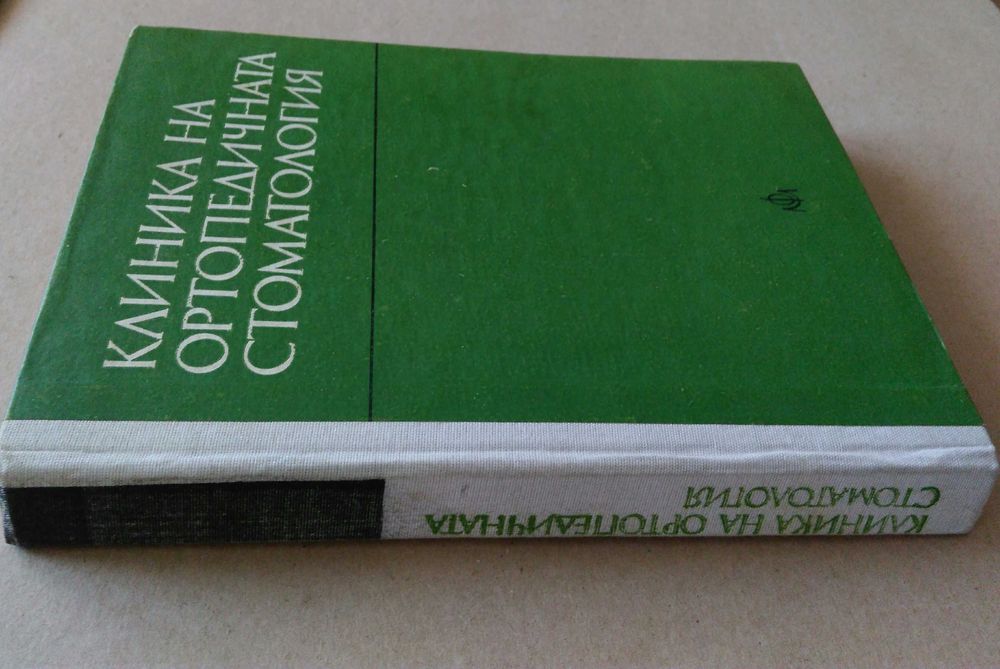 КЛИНИКА НА
ОРТОПЕДИЧНАТА
СТОМАТОЛОГИЯ
КЛИНИКА НА ОРТОПЕДИЧНАТА
СТОМАТОЛОГИЯ